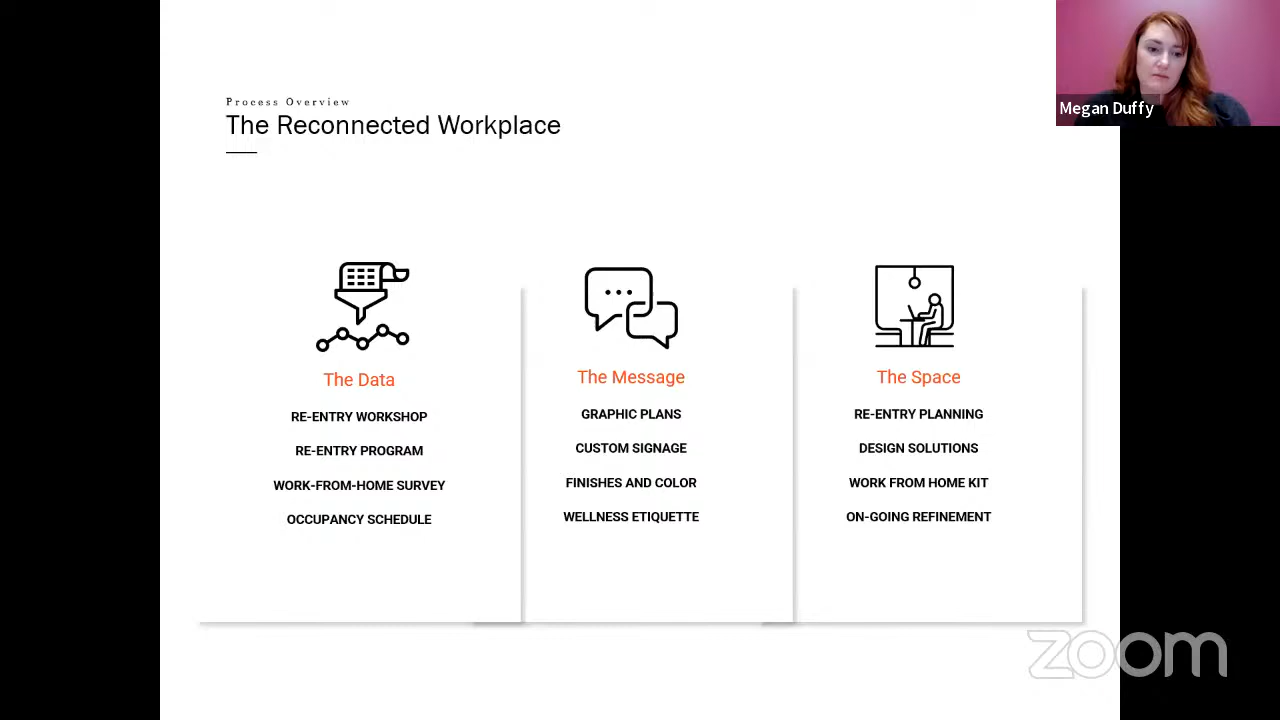 Process Overview
The Reconnected Workplace
Megan Duffy
The Data
RE-ENTRY WORKSHOP
RE-ENTRY PROGRAM
WORK-FROM-HOME SURVEY
OCCUPANCY SCHEDULE
The Message
GRAPHIC PLANS
CUSTOM SIGNAGE
FINISHES AND COLOR
WELLNESS ETIQUETTE
The Space
RE-ENTRY PLANNING
DESIGN SOLUTIONS
WORK FROM HOME KIT
ON-GOING REFINEMENT
zoom